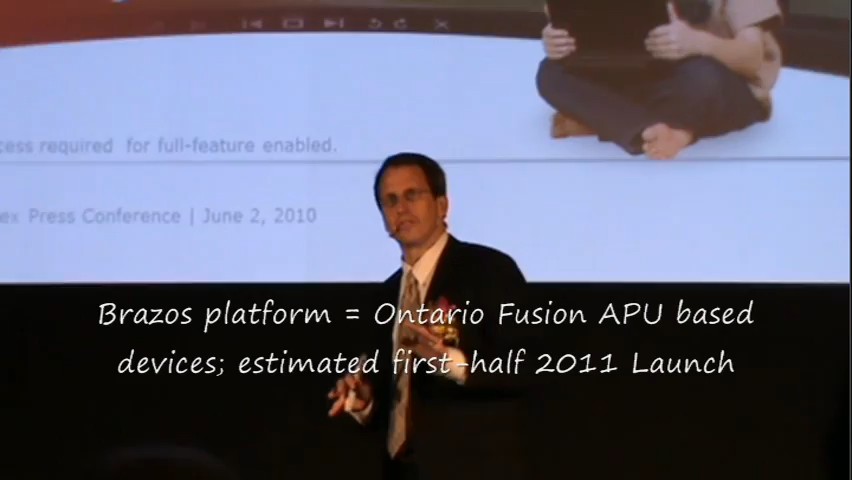 cess required for full-feature enabled.
ex Press Conference | June 2, 2010
Brazos platform = Ontario Fusion APU based
devices; estimated first-half 2011 Launch